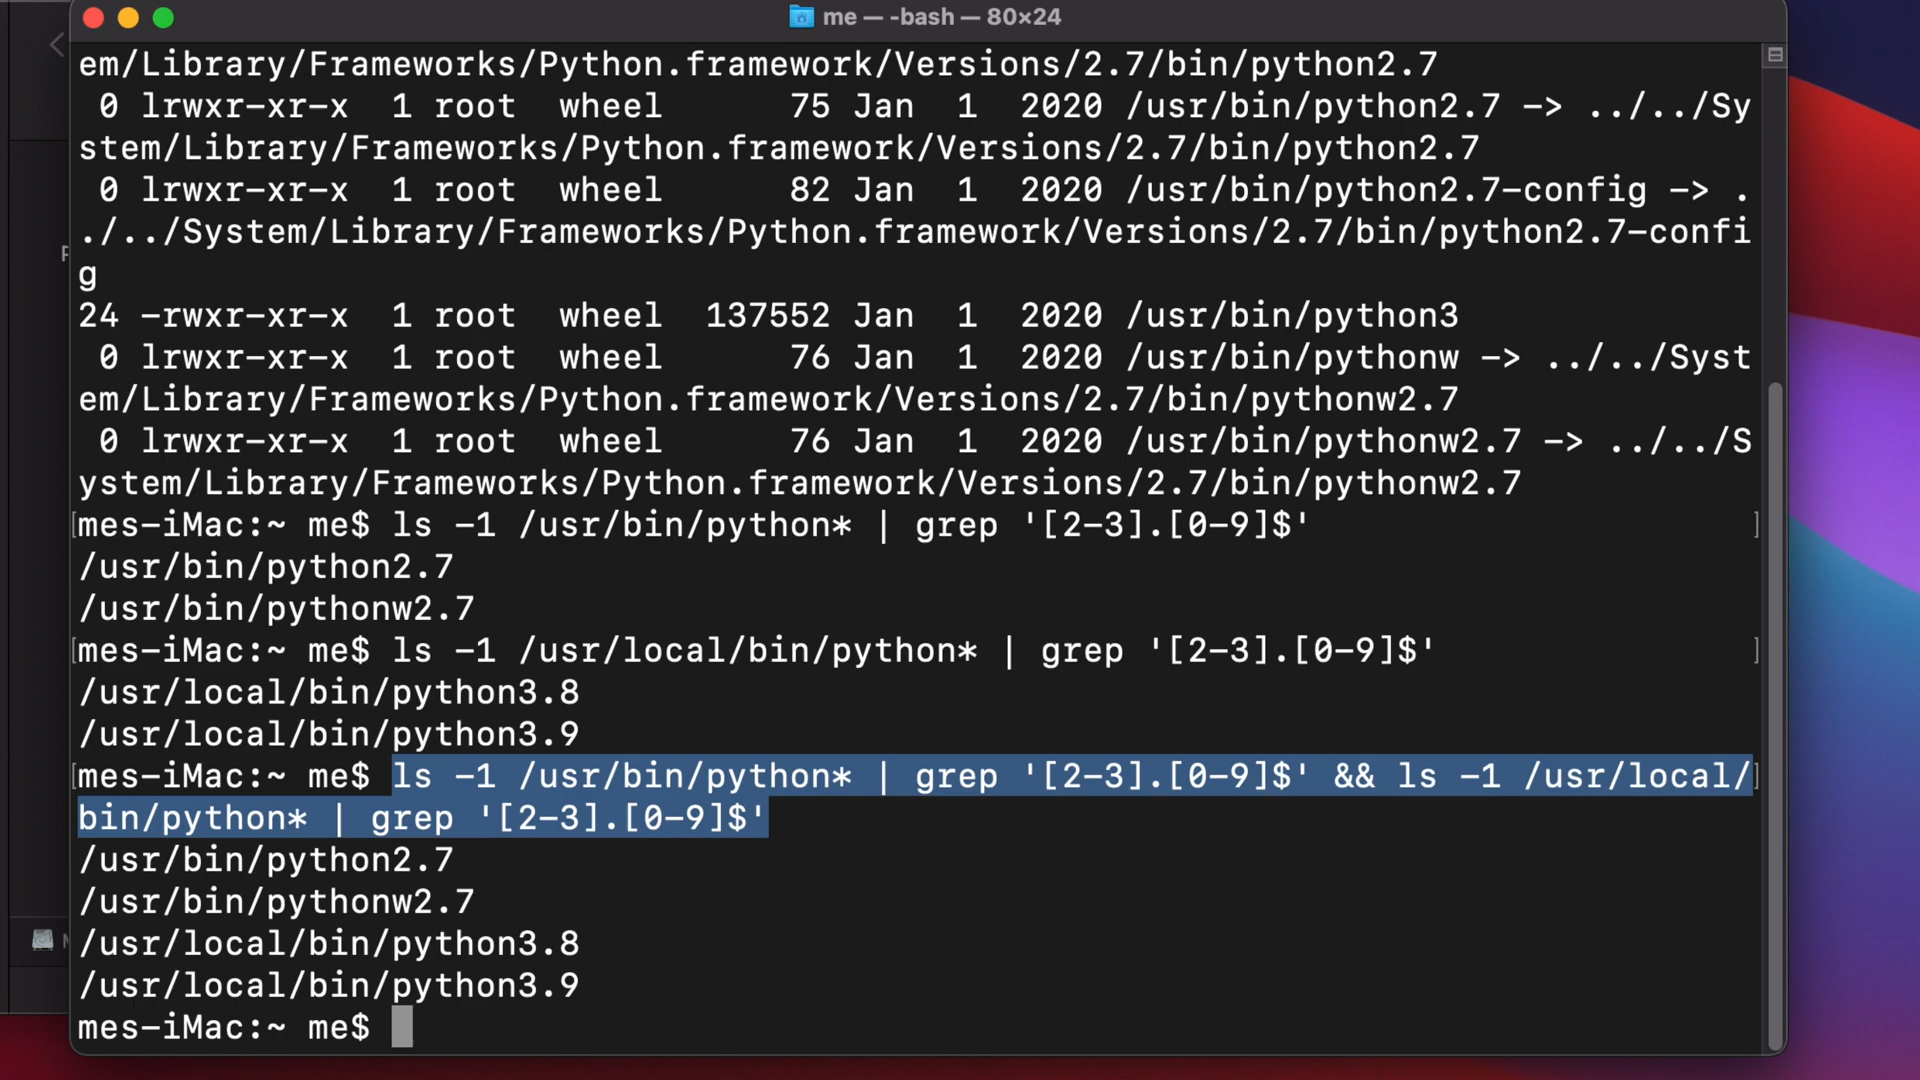 me — -bash — 80×24
em/Library/Frameworks/Python.framework/Versions/2.7/bin/python2.7
0 lrwxr-xr-x 1 root wheel 75 Jan 1 2020 /usr/bin/python2.7 -> ../../Sy
stem/Library/Frameworks/Python.framework/Versions/2.7/bin/python2.7
0 lrwxr-xr-x 1 root wheel 82 Jan 1 2020 /usr/bin/python2.7-config -> .
./../System/Library/Frameworks/Python.framework/Versions/2.7/bin/python2.7-confi
g
24 -rwxr-xr-x 1 root wheel 137552 Jan 1 2020 /usr/bin/python3
0 lrwxr-xr-x 1 root wheel 76 Jan 1 2020 /usr/bin/pythonw -> ../../Syst
em/Library/Frameworks/Python.framework/Versions/2.7/bin/pythonw2.7
0 lrwxr-xr-x 1 root wheel 76 Jan 1 2020 /usr/bin/pythonw2.7 -> ../../S
ystem/Library/Frameworks/Python.framework/Versions/2.7/bin/pythonw2.7
[mes-iMac:~ me$ ls -1 /usr/bin/python* | grep '[2-3].[0-9]$' ]
/usr/bin/python2.7
/usr/bin/pythonw2.7
[mes-iMac:~ me$ ls -1 /usr/local/bin/python* | grep '[2-3].[0-9]$' ]
/usr/local/bin/python3.8
/usr/local/bin/python3.9
[mes-iMac:~ me$ ls -1 /usr/bin/python* | grep '[2-3].[0-9]$' && ls -1 /usr/local/]
bin/python* | grep '[2-3].[0-9]$'
/usr/bin/python2.7
/usr/bin/pythonw2.7
/usr/local/bin/python3.8
/usr/local/bin/python3.9
mes-iMac:~ me$